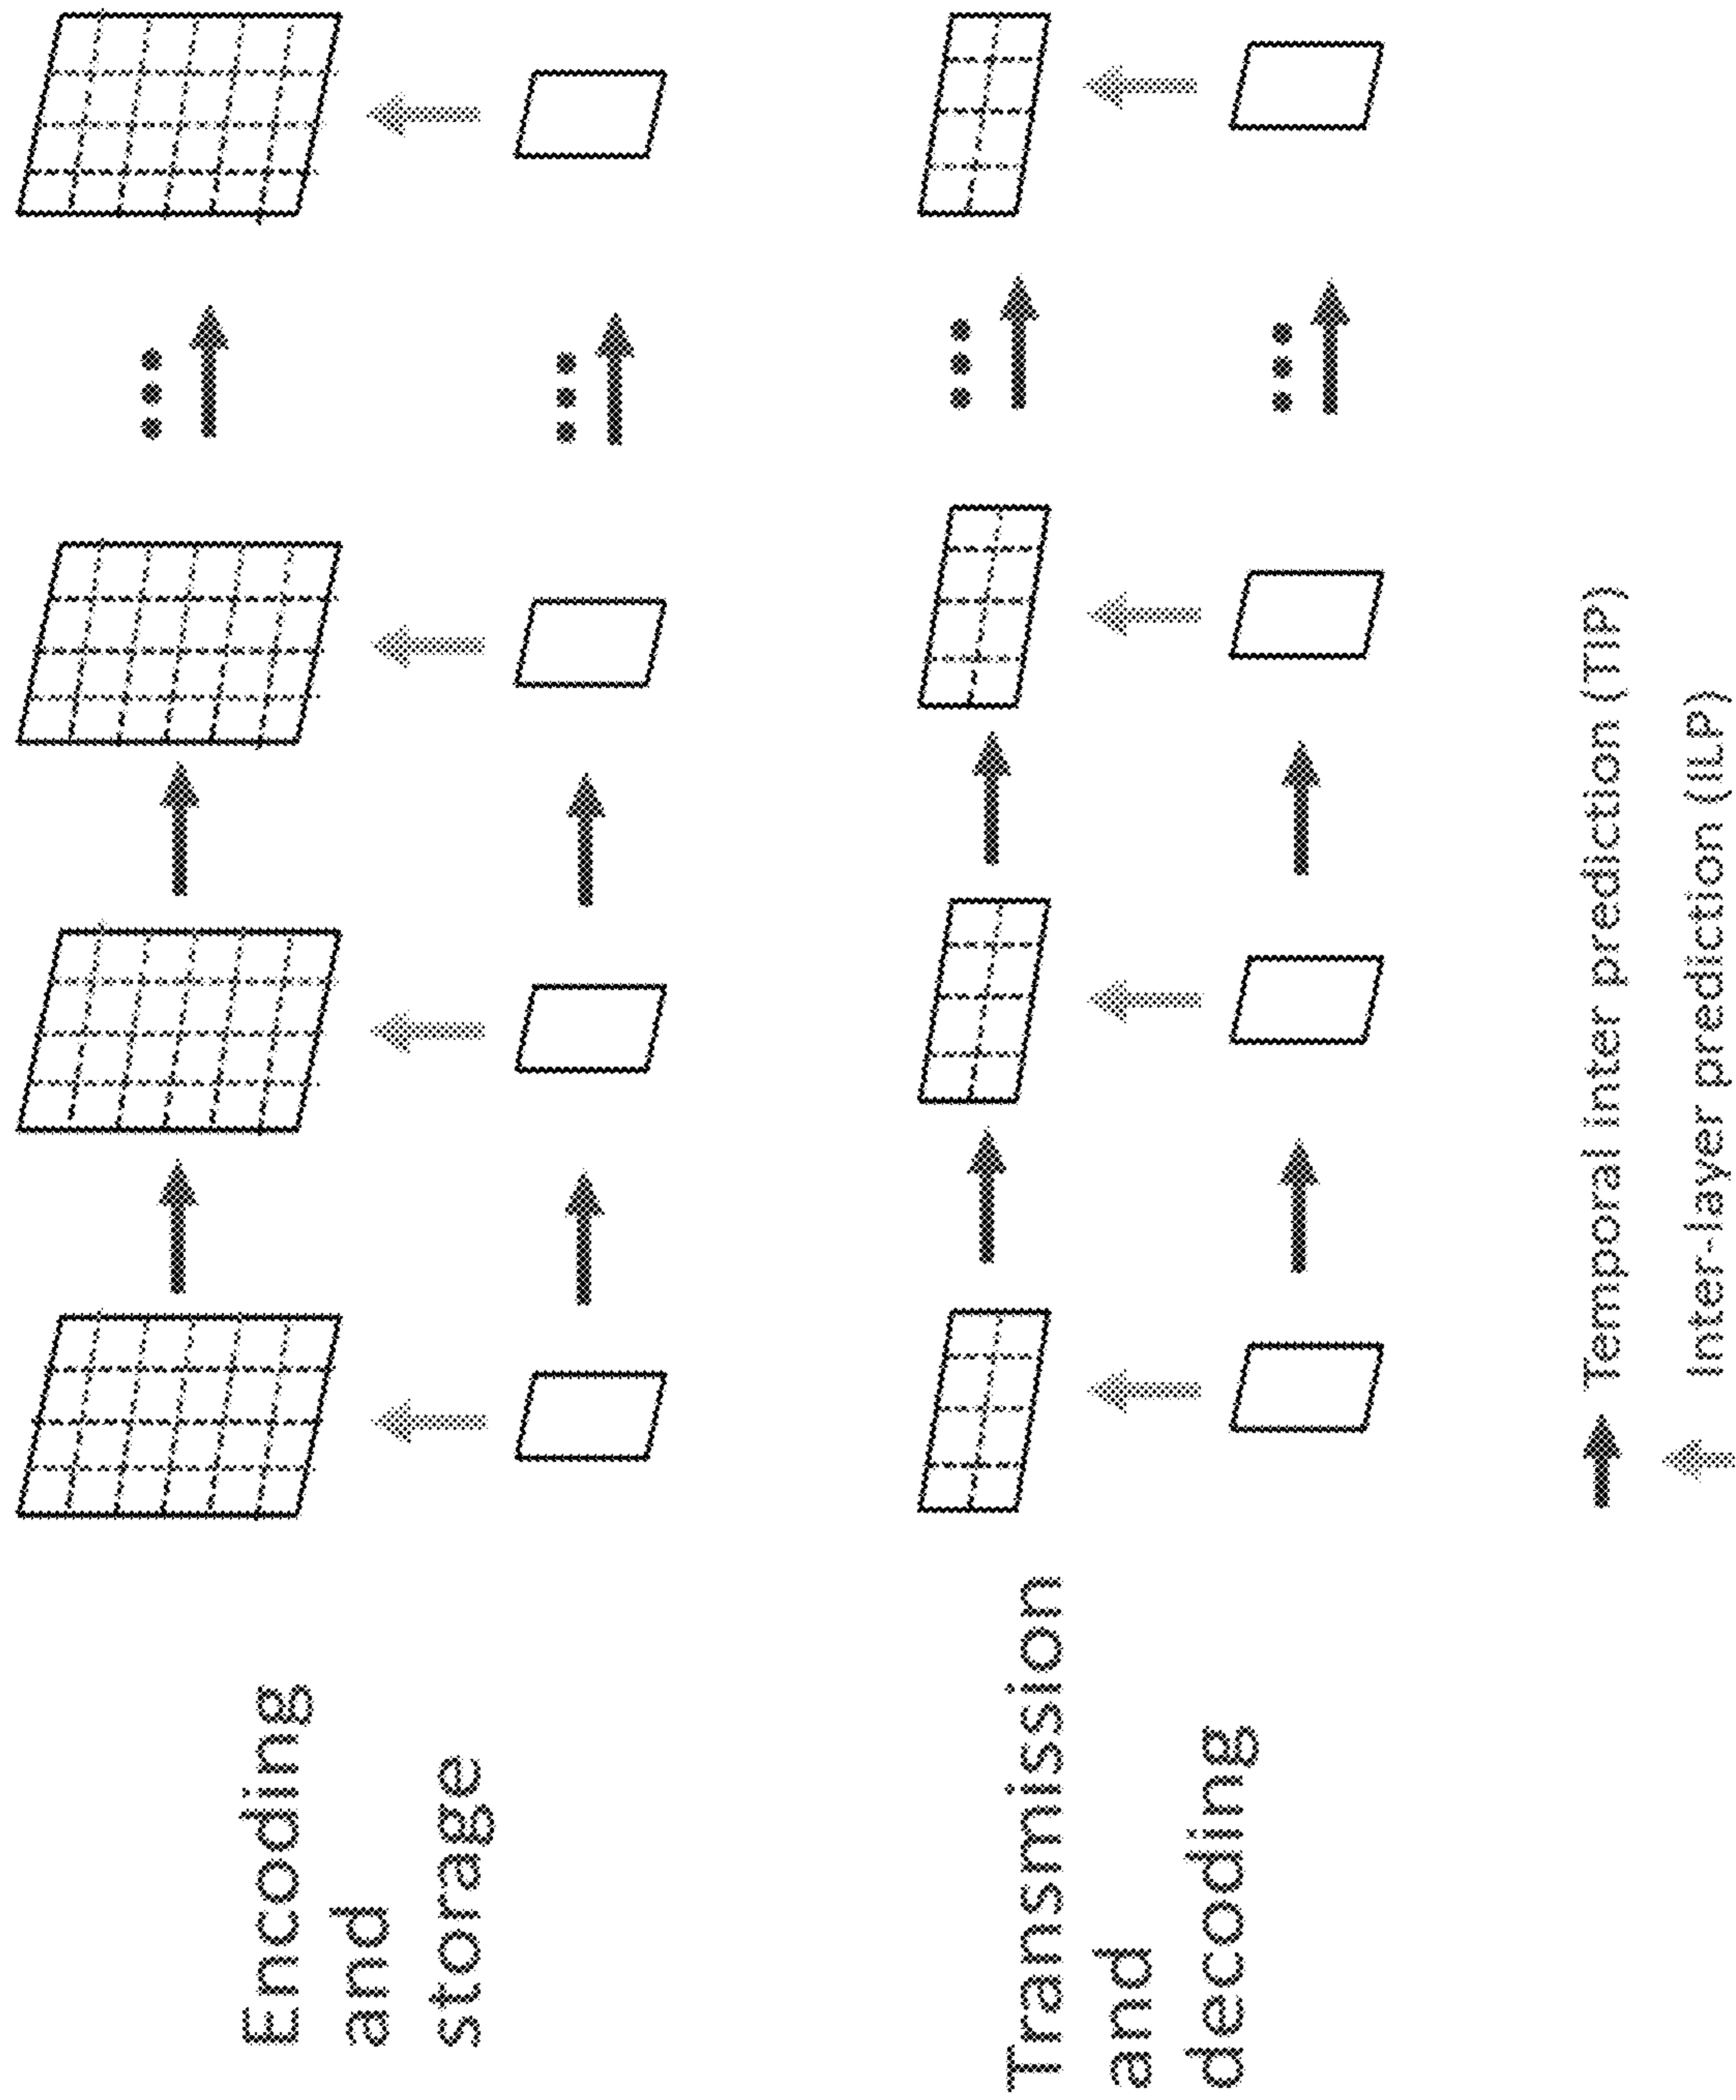 Encoding
and
storage
Transmission
and
decoding
Temporal inter prediction (TIP)
Inter-layer prediction (ILP)